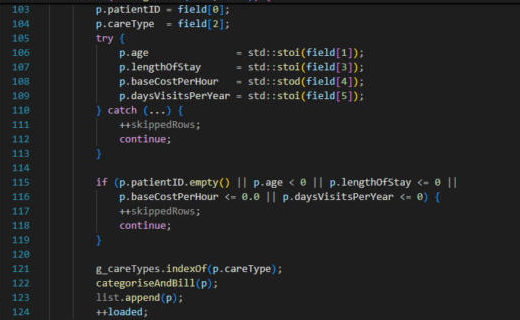 103 p.patientID = field[0];
104 p.careType  = field[2];
105 try {
106     p.age            = std::stoi(field[1]);
107     p.lengthOfStay   = std::stoi(field[3]);
108     p.baseCostPerHour   = std::stod(field[4]);
109     p.daysVisitsPerYear = std::stoi(field[5]);
110 } catch (...) {
111     ++skippedRows;
112     continue;
113 }
114
115 if (p.patientID.empty() || p.age < 0 || p.lengthOfStay <= 0 ||
116     p.baseCostPerHour <= 0.0 || p.daysVisitsPerYear <= 0) {
117     ++skippedRows;
118     continue;
119 }
120
121 g_careTypes.indexOf(p.careType);
122 categoriseAndBill(p);
123 list.append(p);
124 ++loaded;